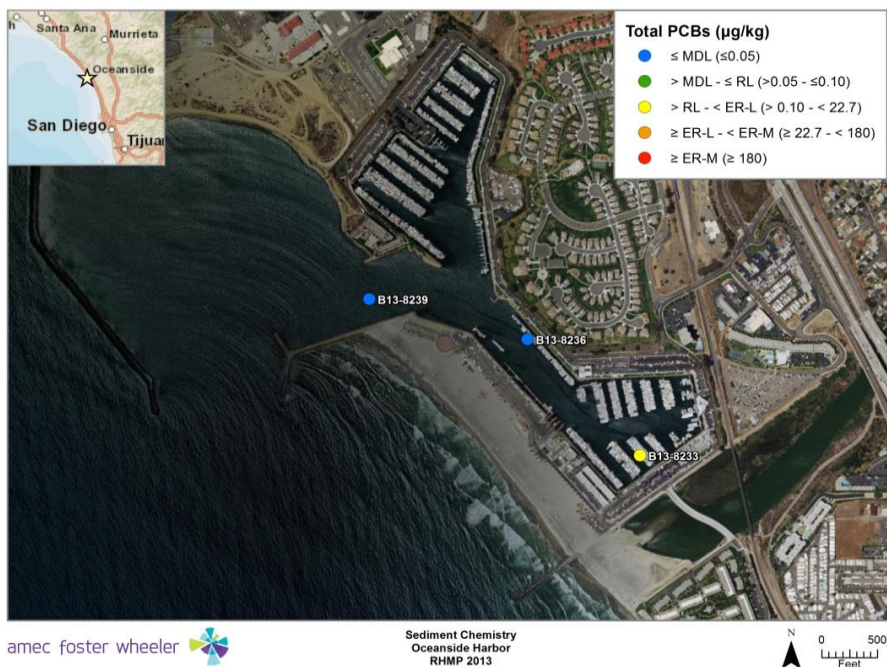 h
Santa Ana
Murrieta
Oceanside
San Diego
Tijua
Total PCBs (µg/kg)
≤ MDL (≤0.05)
> MDL - ≤ RL (>0.05 - ≤0.10)
> RL - < ER-L (> 0.10 - < 22.7)
≥ ER-L - < ER-M (≥ 22.7 - < 180)
≥ ER-M (≥ 180)
B13-8239
B13-8236
B13-8233
amec foster wheeler
Sediment Chemistry
Oceanside Harbor
RHMP 2013
N
0 500
Feet